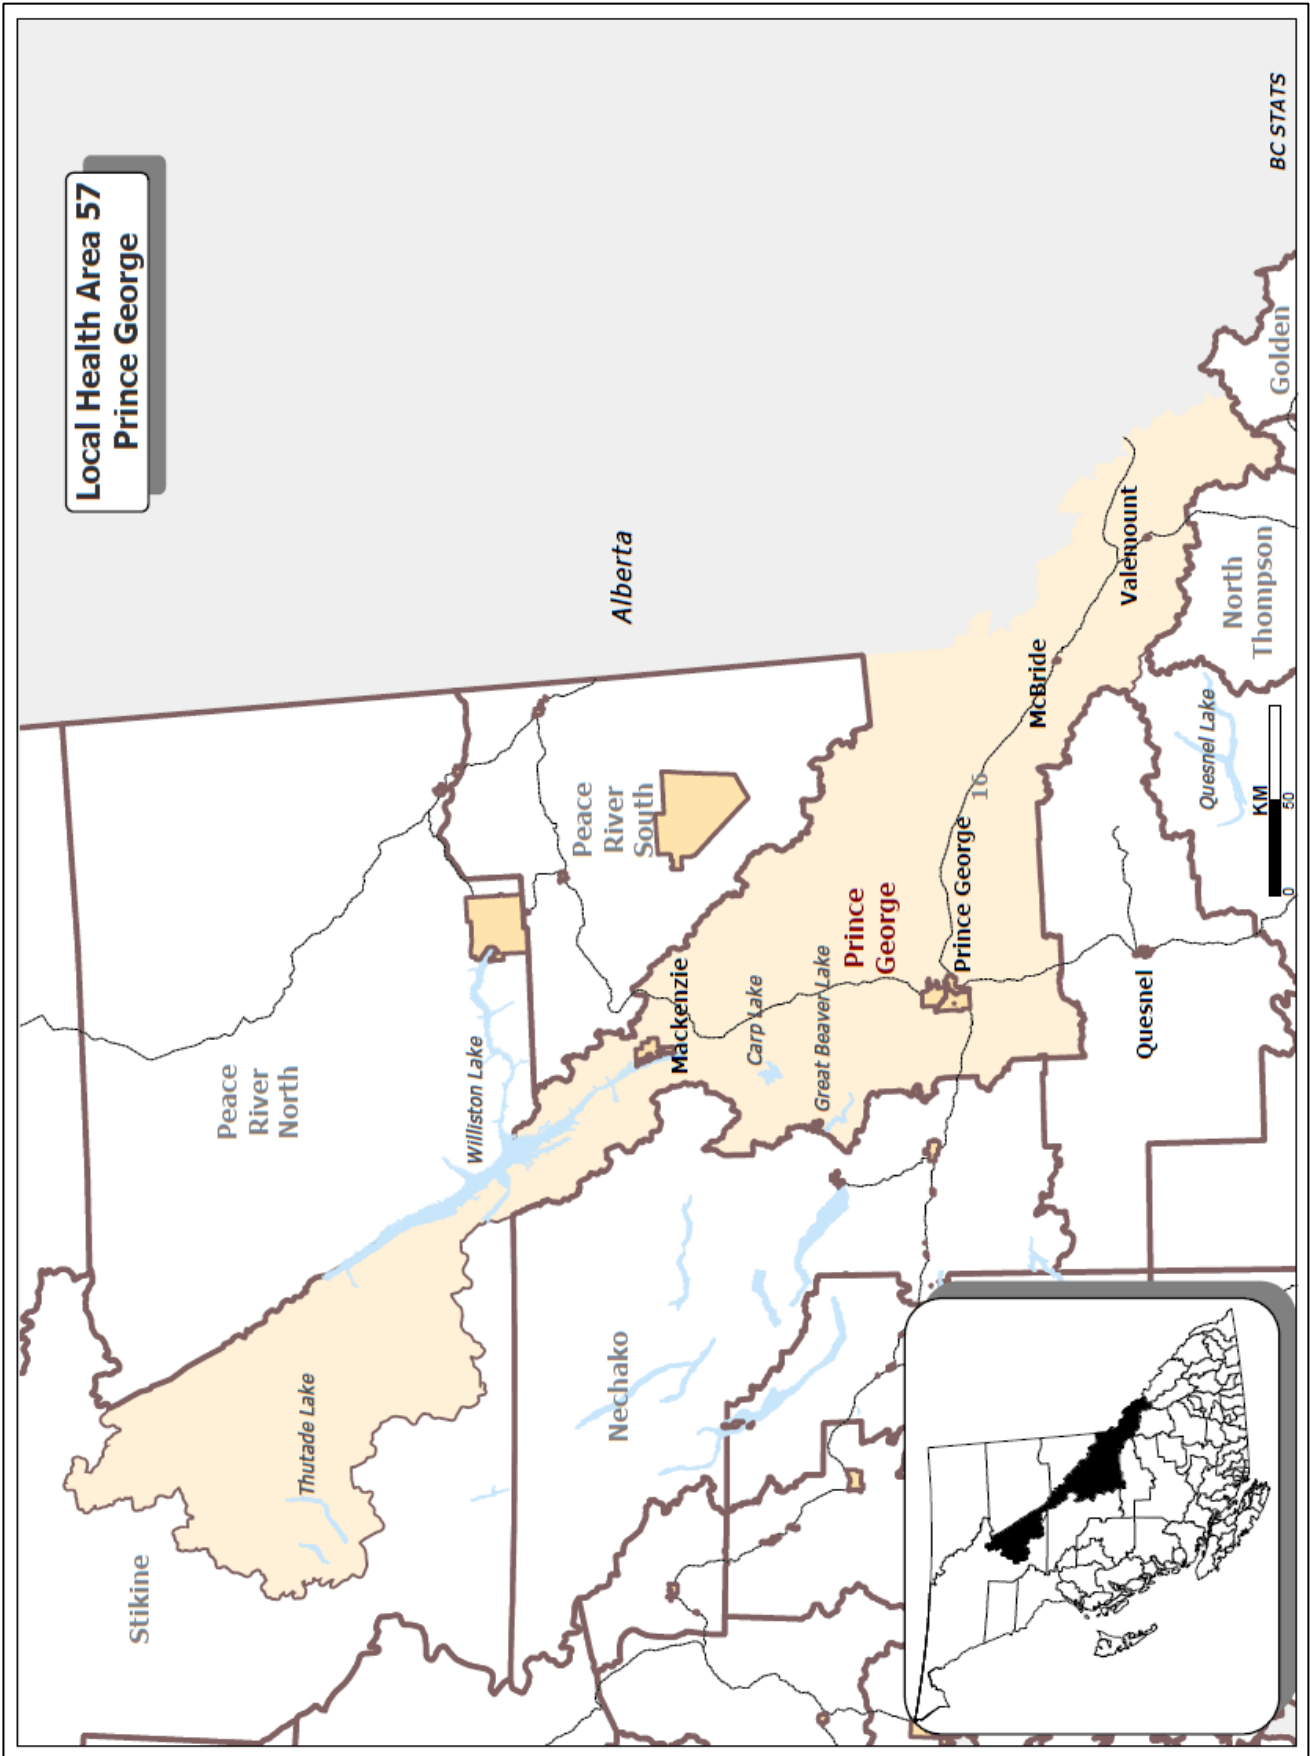 Local Health Area 57
Prince George
Stikine
Peace
River
North
Thutade Lake
Williston Lake
Alberta
Peace
River
South
Nechako
Mackenzie
Carp Lake
Great Beaver Lake
Prince
George
Prince George
16
McBride
Valemount
Quesnel
Quesnel Lake
North
Thompson
Golden
KM
0
50
BC STATS